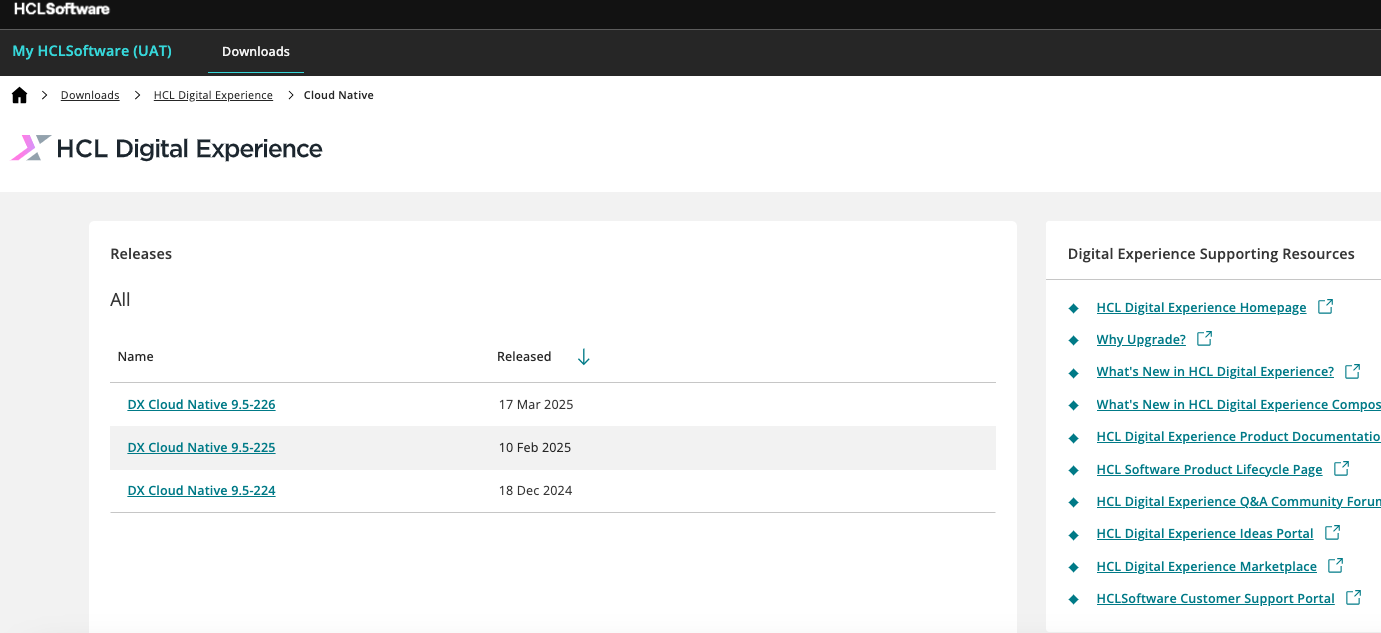 HCLSoftware
My HCLSoftware (UAT) Downloads
Downloads > HCL Digital Experience > Cloud Native
HCL Digital Experience
Releases
All
Name Released
DX Cloud Native 9.5-226 17 Mar 2025
DX Cloud Native 9.5-225 10 Feb 2025
DX Cloud Native 9.5-224 18 Dec 2024
Digital Experience Supporting Resources
HCL Digital Experience Homepage
Why Upgrade?
What's New in HCL Digital Experience?
What's New in HCL Digital Experience Compos
HCL Digital Experience Product Documentatio
HCL Software Product Lifecycle Page
HCL Digital Experience Q&A Community Forum
HCL Digital Experience Ideas Portal
HCL Digital Experience Marketplace
HCLSoftware Customer Support Portal